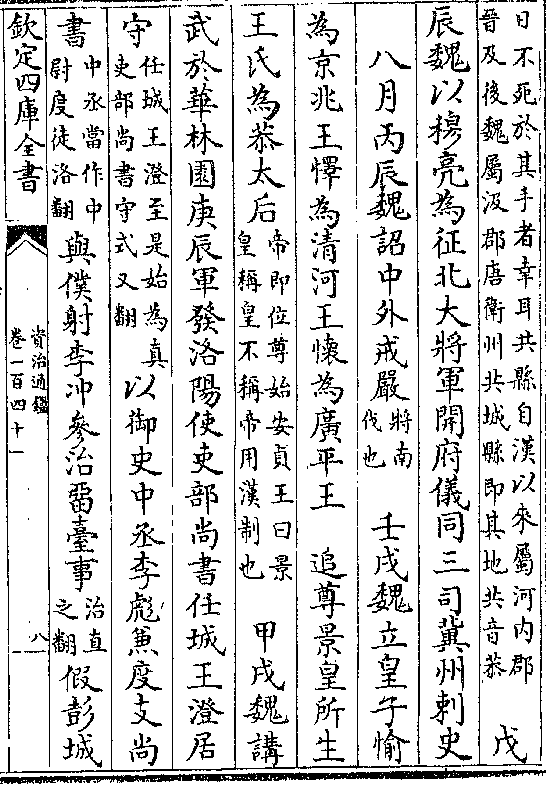 日不死於其手者幸耳共縣自漢以來屬河内郡
晉及後魏屬汲郡唐衛州共城縣即其地共音恭
戊
辰魏以穆亮為征北大將軍開府儀同三司冀州刺史
八月丙辰魏詔中外戒嚴將南伐也 壬戌魏立皇子愉
為京兆王懌為清河王懷為廣平王 追尊景皇所生
王氏為恭太后帝即位尊始安貞王曰景皇稱皇不稱帝用漢制也 甲戌魏講
武於華林園庚辰軍發洛陽使吏部尚書任城王澄居
守任城王澄至是始為真吏部尚書守式又翻以御史中丞李彪兼度支尚
書中丞當作中尉度徒洛翻與僕射李冲參治畱臺事治直之翻假彭城
欽定四庫全書
資治通鑑
卷一百四十一
八